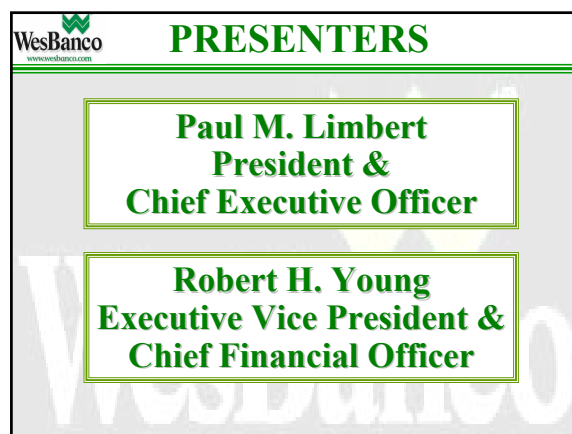 WesBanco
www.wesbanco.com
PRESENTERS
Paul M. Limbert
President &
Chief Executive Officer
Robert H. Young
Executive Vice President &
Chief Financial Officer
WesBanco